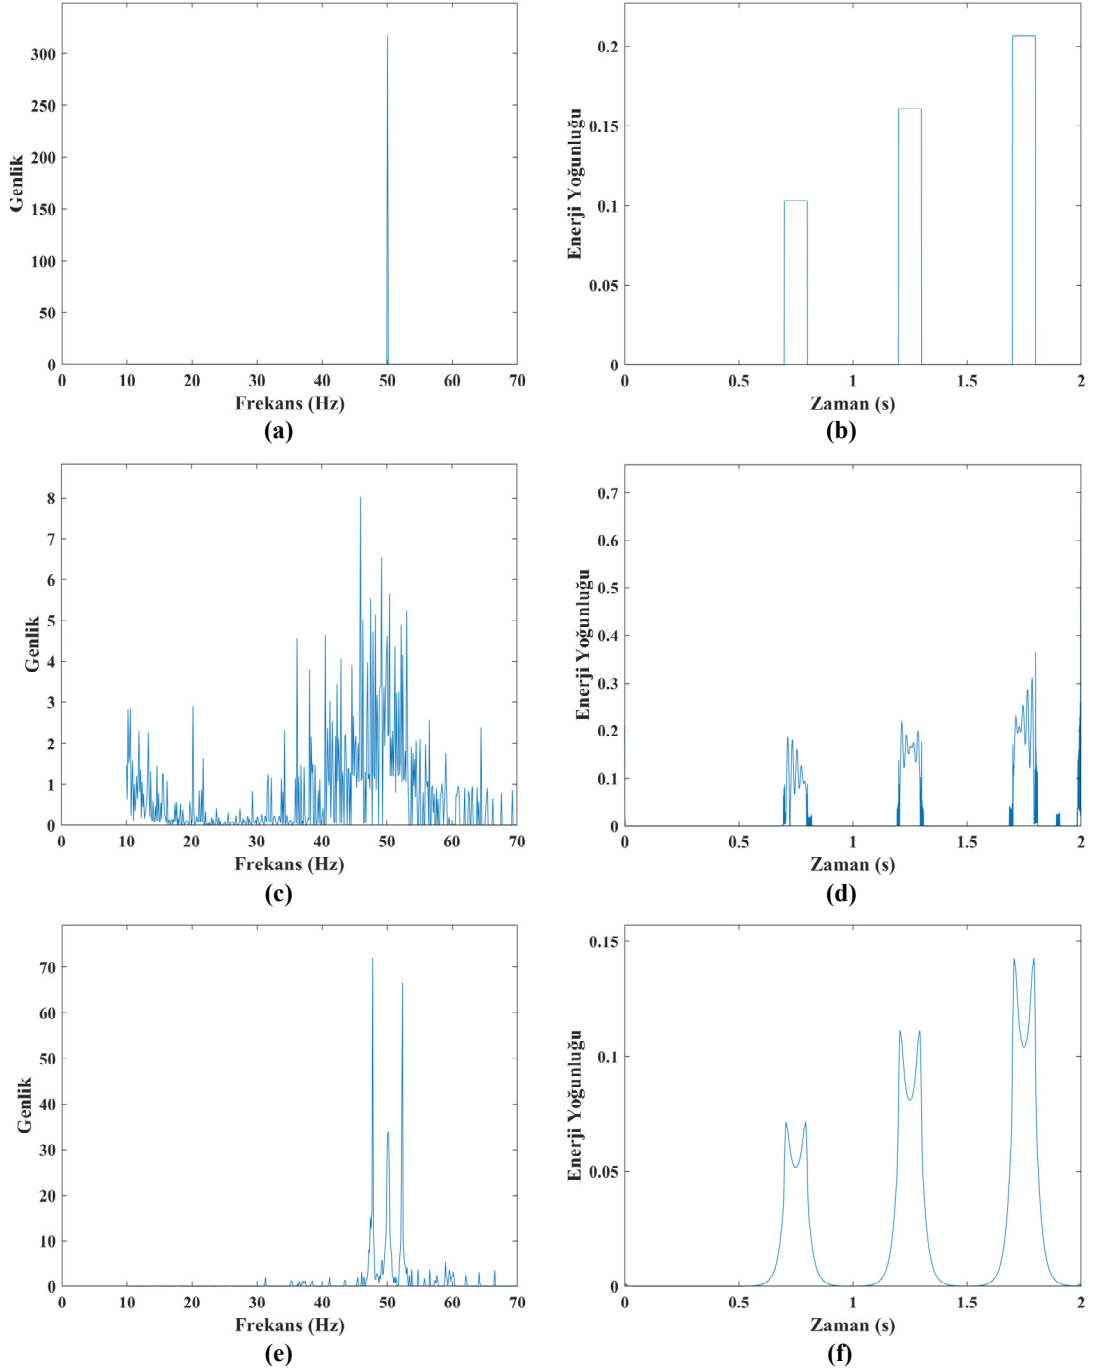 300
250
200
150
100
50
0
Genlik
0 10 20 30 40 50 60 70
Frekans (Hz)
(a)
0.2
0.15
0.1
0.05
0
Enerji Yoğunluğu
0 0.5 1 1.5 2
Zaman (s)
(b)
8
7
6
5
4
3
2
1
0
Genlik
0 10 20 30 40 50 60 70
Frekans (Hz)
(c)
0.7
0.6
0.5
0.4
0.3
0.2
0.1
0
Enerji Yoğunluğu
0 0.5 1 1.5 2
Zaman (s)
(d)
70
60
50
40
30
20
10
0
Genlik
0 10 20 30 40 50 60 70
Frekans (Hz)
(e)
0.15
0.1
0.05
0
Enerji Yoğunluğu
0 0.5 1 1.5 2
Zaman (s)
(f)